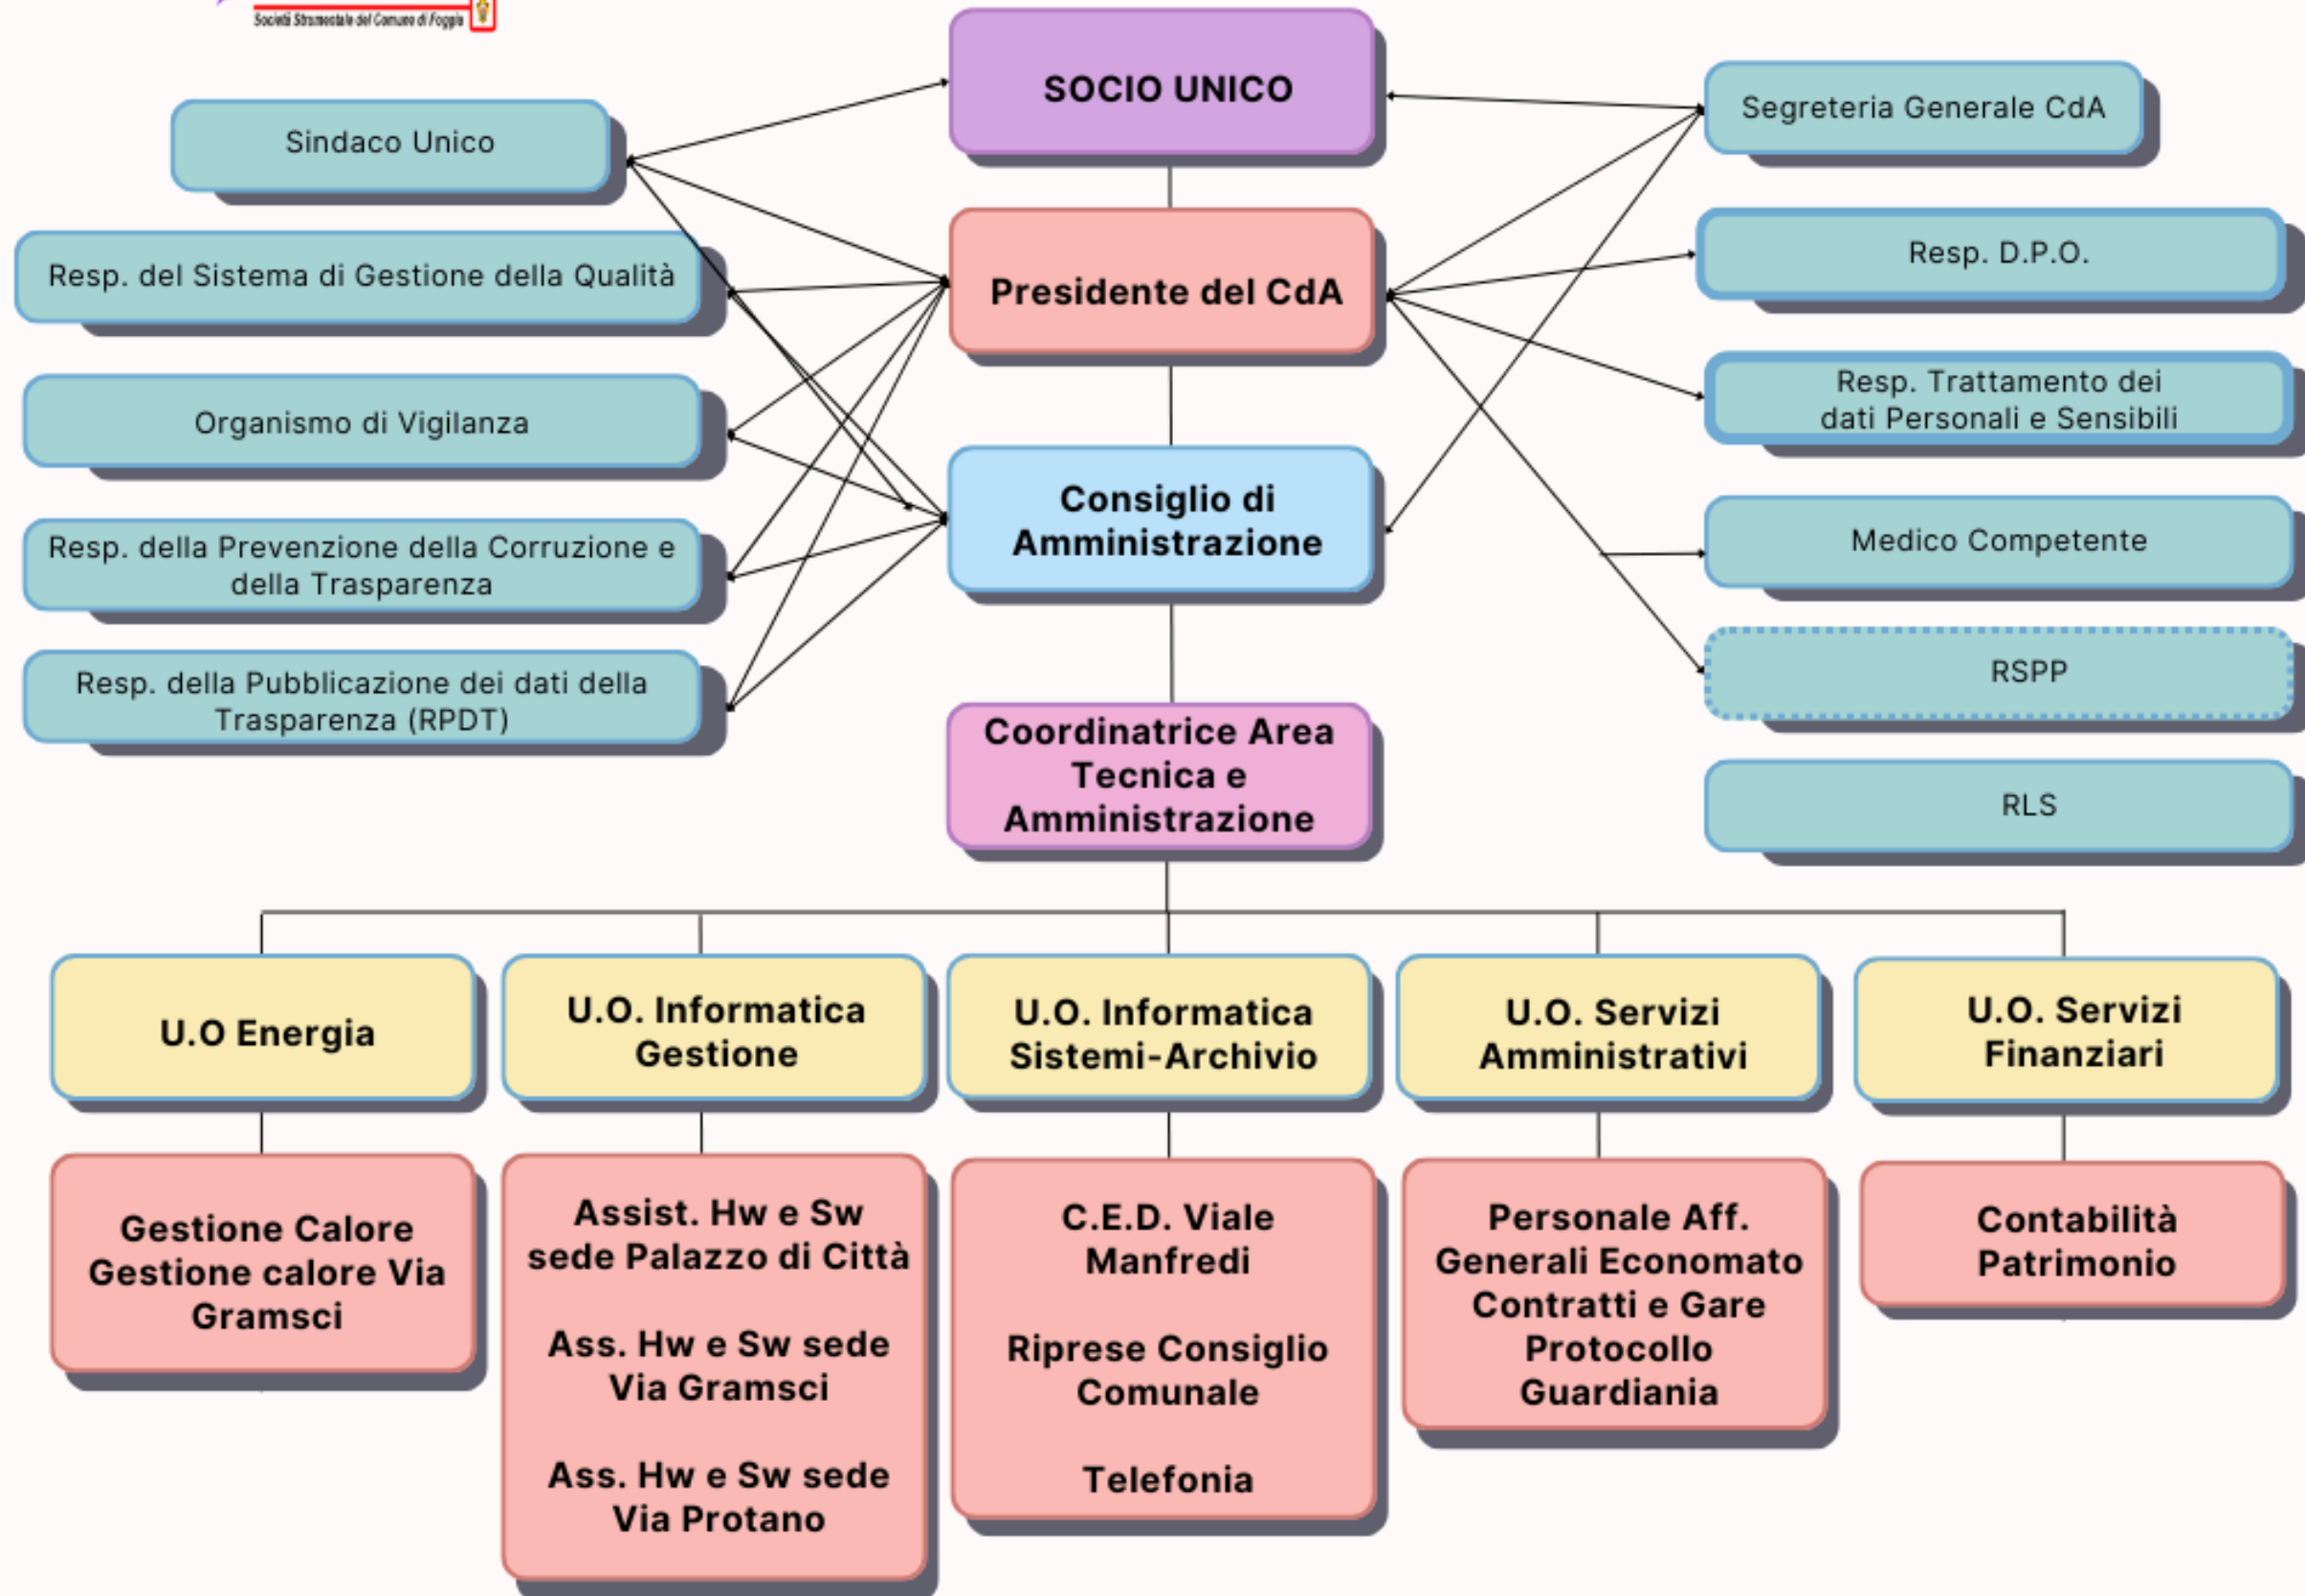 Società Strumentale del Comune di Foggia
SOCIO UNICO
Sindaco Unico
Segreteria Generale CdA
Resp. del Sistema di Gestione della Qualità
Presidente del CdA
Resp. D.P.O.
Organismo di Vigilanza
Resp. Trattamento dei
dati Personali e Sensibili
Consiglio di
Amministrazione
Resp. della Prevenzione della Corruzione e
della Trasparenza
Medico Competente
Resp. della Pubblicazione dei dati della
Trasparenza (RPDT)
RSPP
Coordinatrice Area
Tecnica e
Amministrazione
RLS
U.O Energia
U.O. Informatica
Gestione
U.O. Informatica
Sistemi-Archivio
U.O. Servizi
Amministrativi
U.O. Servizi
Finanziari
Gestione Calore
Gestione calore Via
Gramsci
Assist. Hw e Sw
sede Palazzo di Città
Ass. Hw e Sw sede
Via Gramsci
Ass. Hw e Sw sede
Via Protano
C.E.D. Viale
Manfredi
Riprese Consiglio
Comunale
Telefonia
Personale Aff.
Generali Economato
Contratti e Gare
Protocollo
Guardiania
Contabilità
Patrimonio